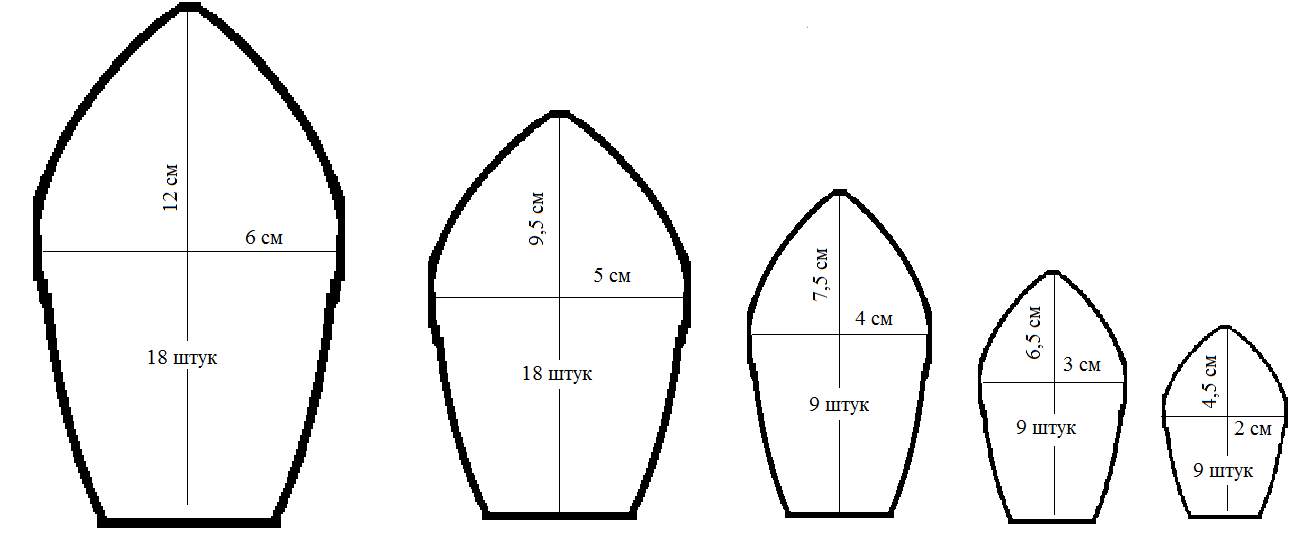 12 см
6 см
18 штук
9,5 см
5 см
18 штук
7,5 см
4 см
9 штук
6,5 см
3 см
9 штук
4,5 см
2 см
9 штук